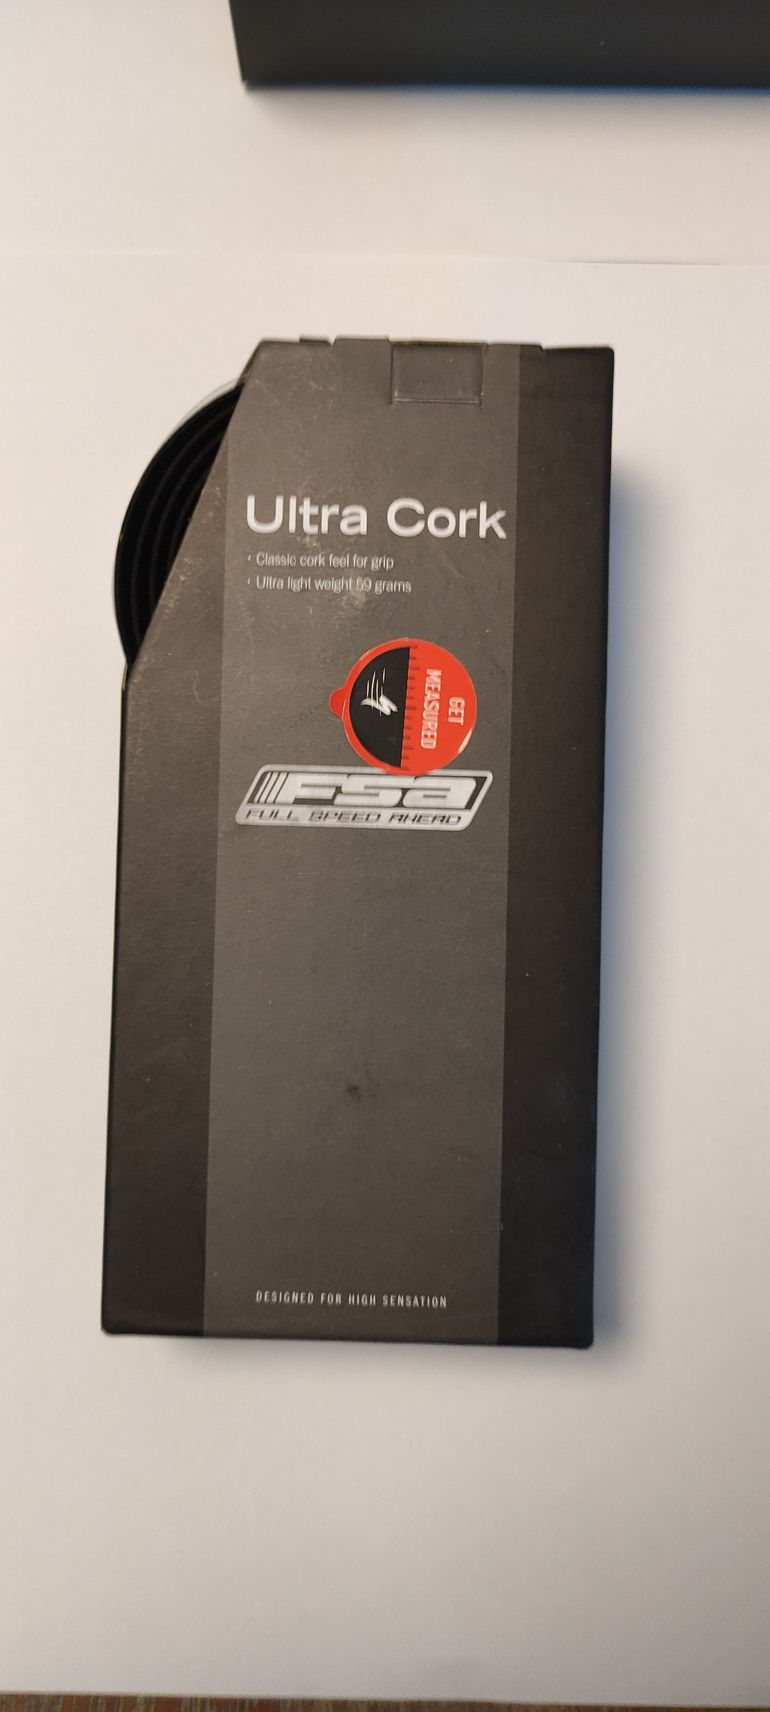 Ultra Cork
‹ Classic cork feel for grip
‹ Ultra light weight 59 grams
GET
MEASURED
FSA
FULL SPEED AHEAD
DESIGNED FOR HIGH SENSATION